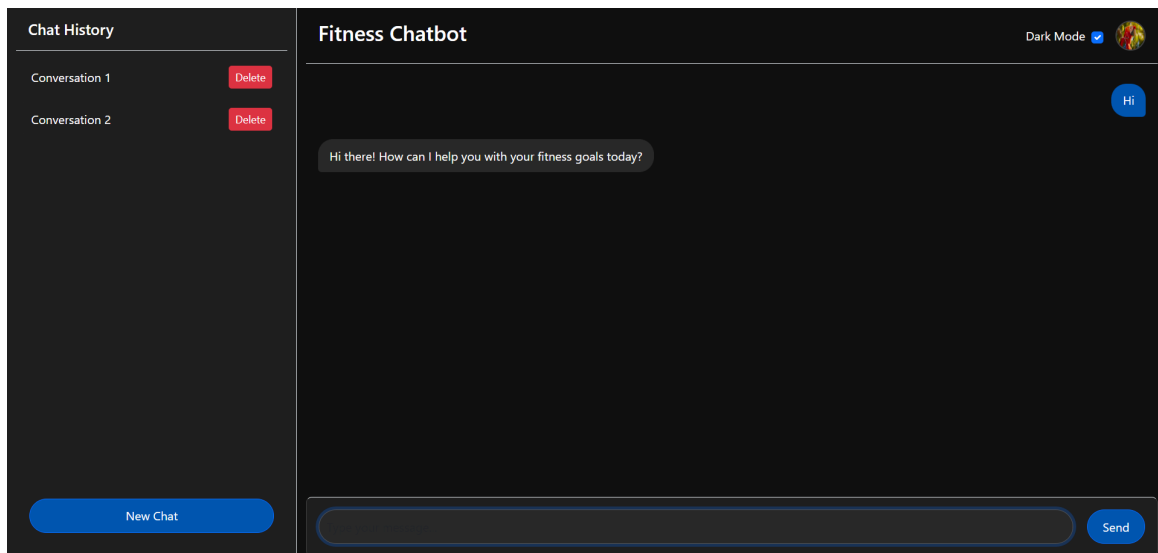 Chat History
Conversation 1
Delete
Conversation 2
Delete
New Chat
Fitness Chatbot
Dark Mode
Hi
Hi there! How can I help you with your fitness goals today?
Send